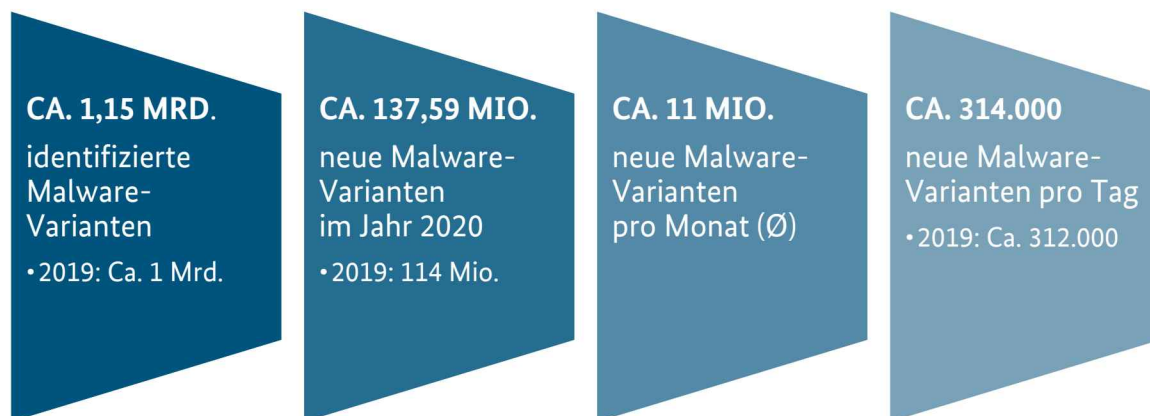 CA. 1,15 MRD.
identifizierte
Malware-
Varianten
• 2019: Ca. 1 Mrd.
CA. 137,59 MIO.
neue Malware-
Varianten
im Jahr 2020
• 2019: 114 Mio.
CA. 11 MIO.
neue Malware-
Varianten
pro Monat (Ø)
CA. 314.000
neue Malware-
Varianten pro Tag
• 2019: Ca. 312.000